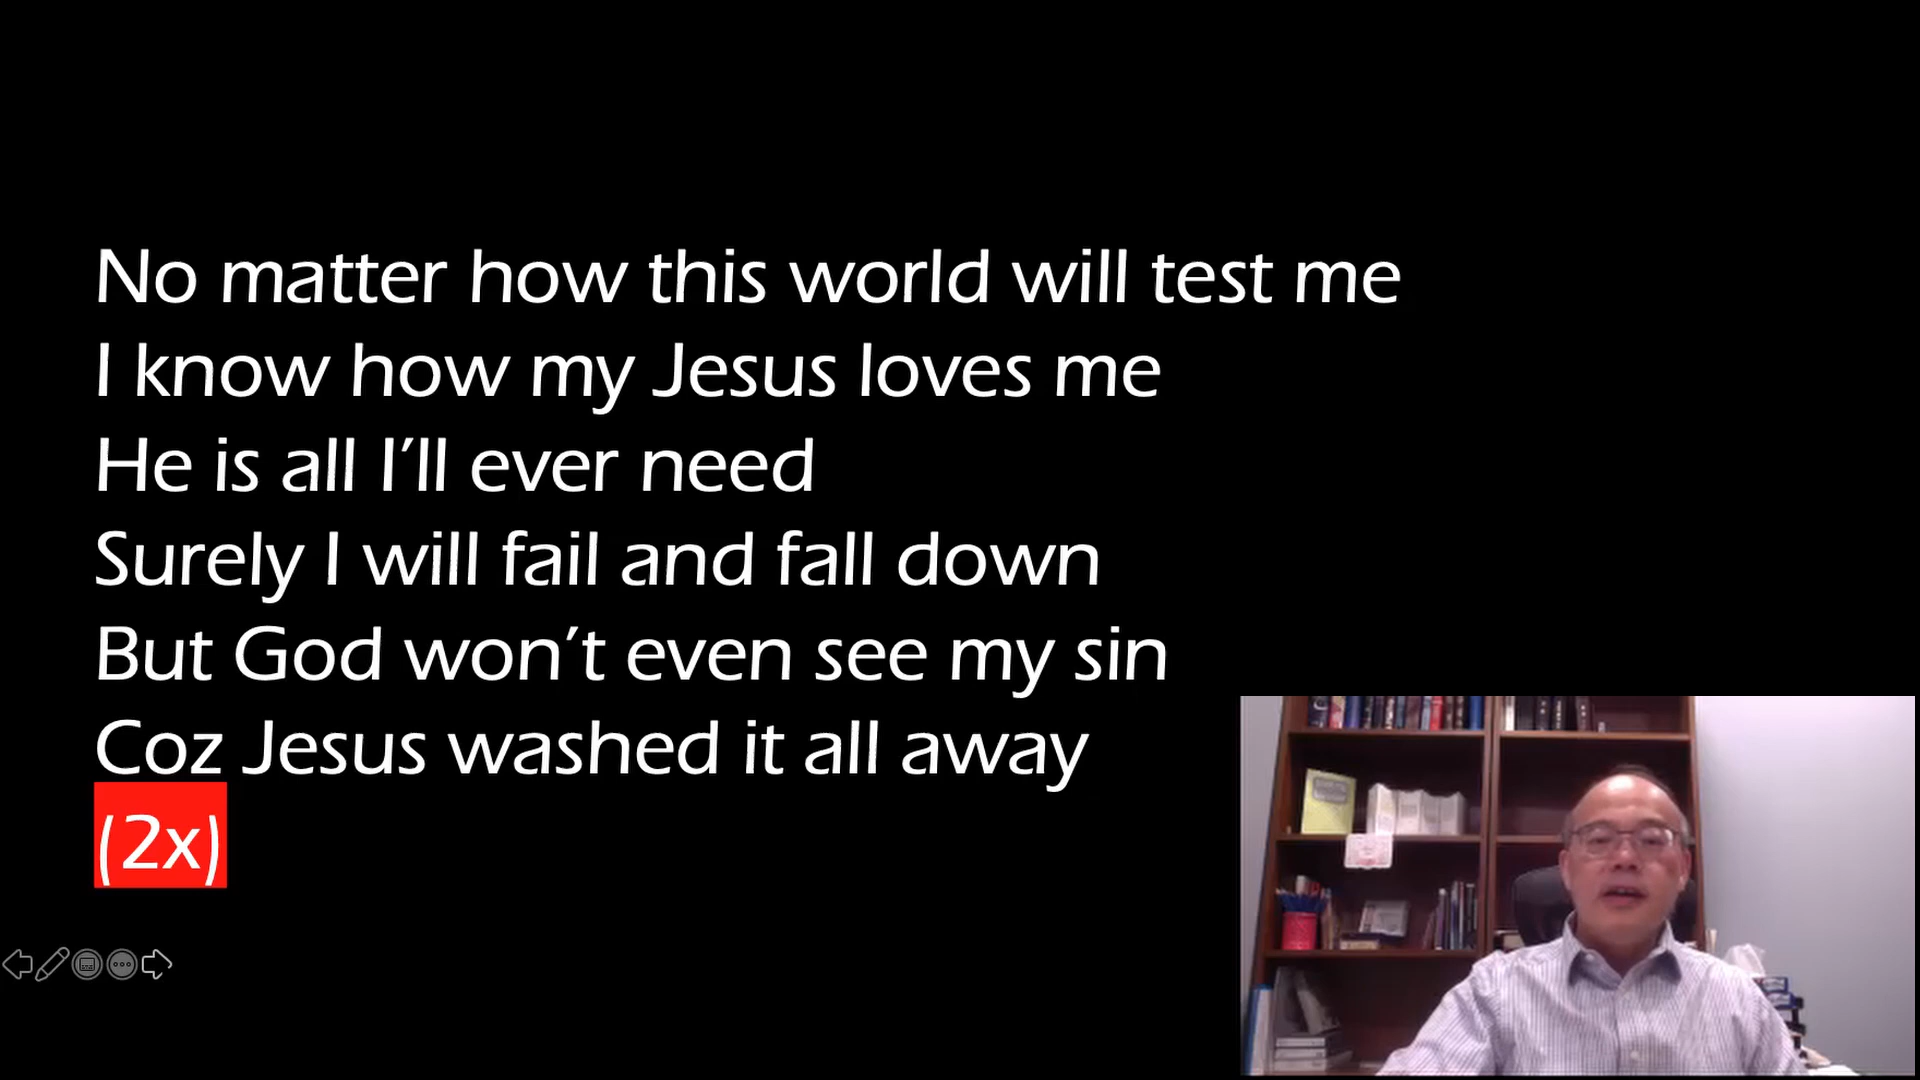 No matter how this world will test me
I know how my Jesus loves me
He is all I’ll ever need
Surely I will fail and fall down
But God won’t even see my sin
Coz Jesus washed it all away
(2x)